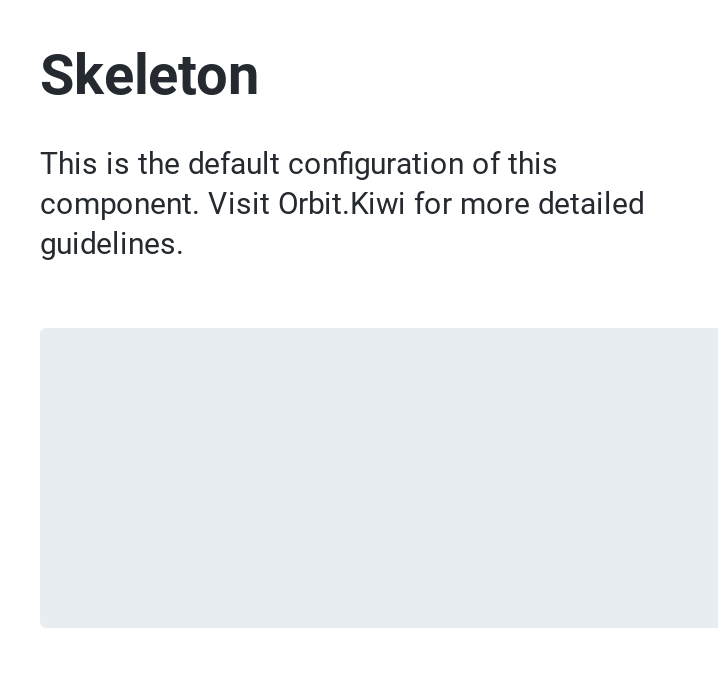 Skeleton
This is the default configuration of this
component. Visit Orbit.Kiwi for more detailed
guidelines.